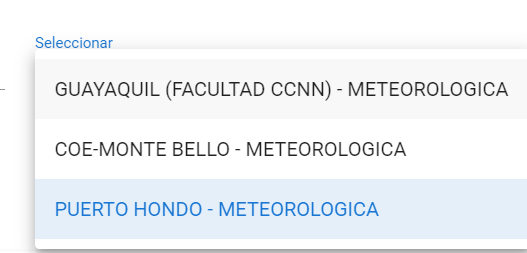 Seleccionar
GUAYAQUIL (FACULTAD CCNN) - METEOROLOGICA
COE-MONTE BELLO - METEOROLOGICA
PUERTO HONDO - METEOROLOGICA